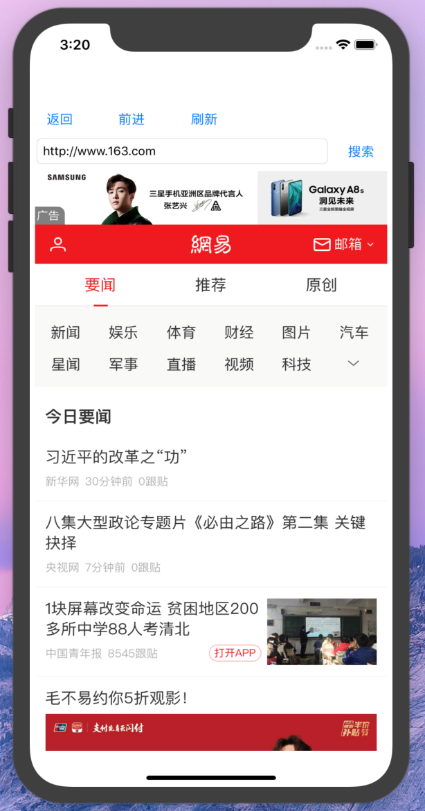 3:20
返回 前进 刷新
http://www.163.com 搜索
SAMSUNG
三星手机亚洲区品牌代言人
张艺兴
Galaxy A8s
洞见未来
广告
網易 邮箱
要闻 推荐 原创
新闻 娱乐 体育 财经 图片 汽车
星闻 军事 直播 视频 科技
今日要闻
习近平的改革之“功”
新华网 30分钟前 0跟贴
八集大型政论专题片《必由之路》第二集 关键
抉择
央视网 7分钟前 0跟贴
1块屏幕改变命运 贫困地区200
多所中学88人考清北
中国青年报 8545跟贴 打开APP
毛不易约你5折观影！